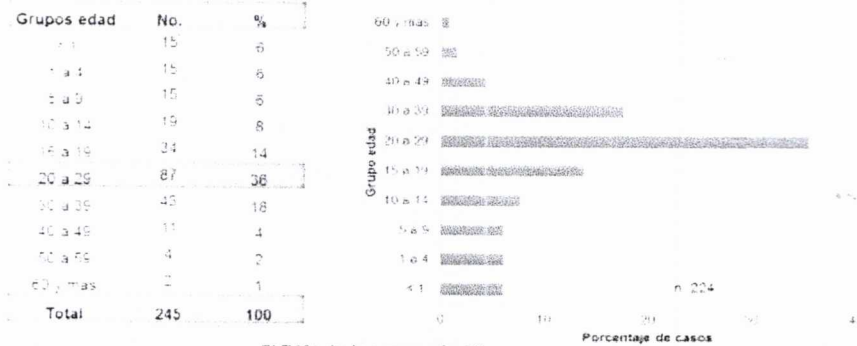 Grupos edad No. % 
< 1 15 6
1 a 4 15 6
5 a 9 15 6
10 a 14 19 8
15 a 19 34 14
20 a 29 87 36
30 a 39 43 18
40 a 49 11 4
50 a 59 4 2
60 y mas 2 1
Total 245 100
Grupo edad
60 y mas
50 a 59
40 a 49
30 a 39
20 a 29
15 a 19
10 a 14
5 a 9
1 a 4
< 1
n: 224
0 10 20 30 4
Porcentaje de casos